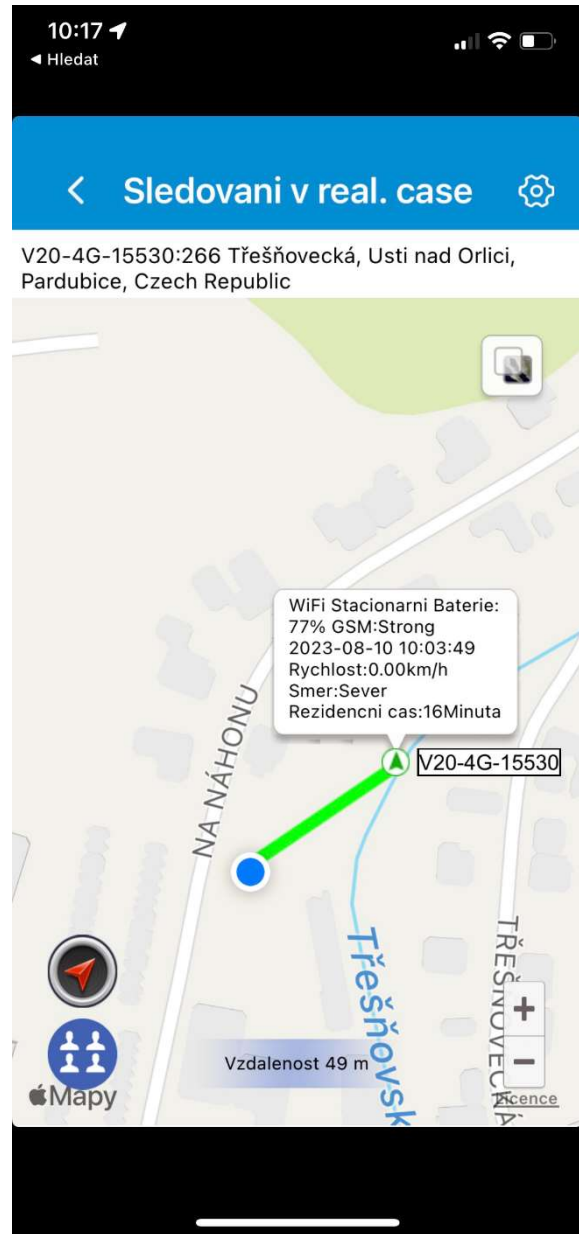 10:17
◀ Hledat
Sledovani v real. case
V20-4G-15530:266 Třešňovecká, Usti nad Orlici,
Pardubice, Czech Republic
WiFi Stacionarni Baterie:
77% GSM:Strong
2023-08-10 10:03:49
Rychlost:0.00km/h
Smer:Sever
Rezidencni cas:16Minuta
V20-4G-15530
NA NÁHONU
Třešňovsk
TŘEŠŇOVECKÁ
+
−
Vzdalenost 49 m
Mapy
Licence